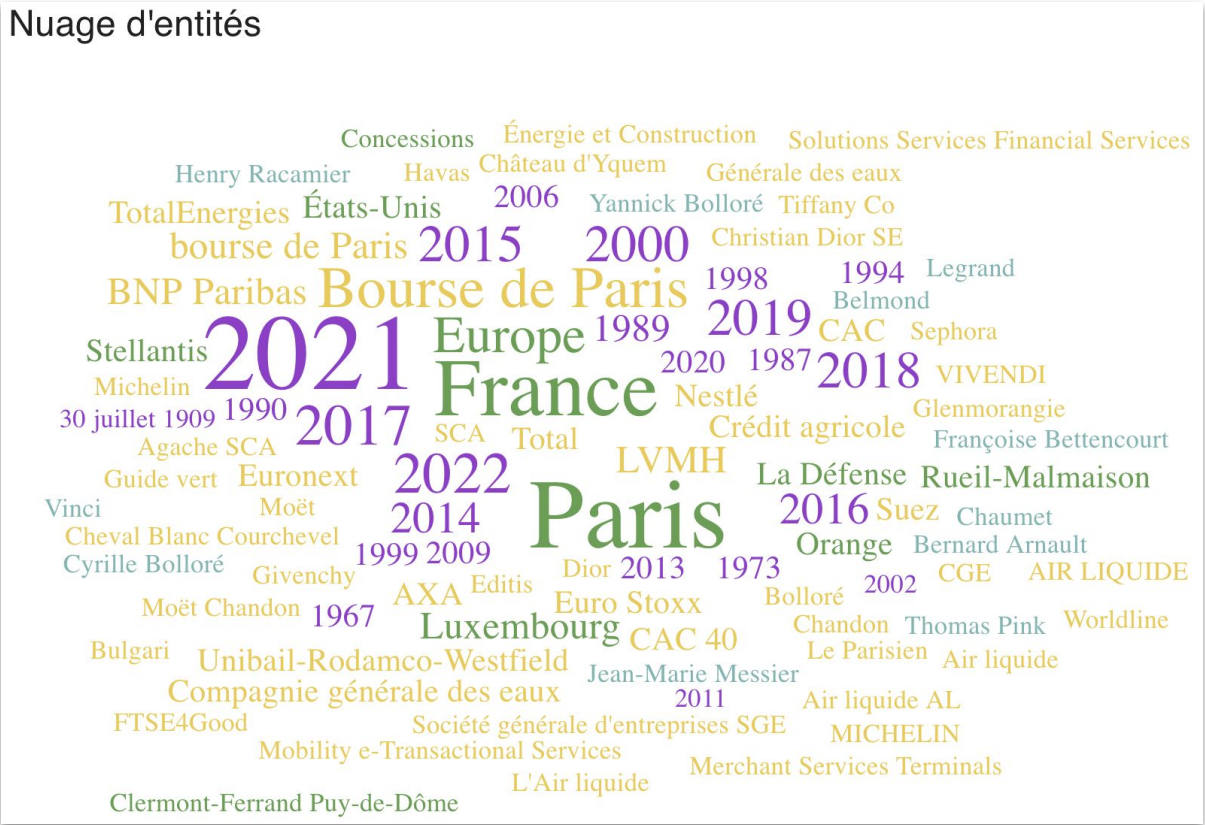 Nuage d'entités
Concessions Énergie et Construction Solutions Services Financial Services
Henry Racamier Havas Château d'Yquem Générale des eaux
TotalEnergies États-Unis 2006 Yannick Bolloré Tiffany Co
bourse de Paris 2015 2000 Christian Dior SE
BNP Paribas Bourse de Paris 1998 1994 Legrand
Belmond
Stellantis 2021 Europe 1989 2019 CAC Sephora
Michelin France 2020 1987 2018 VIVENDI
30 juillet 1909 1990 2017 Nestlé Glenmorangie
Agache SCA SCA Total Crédit agricole Françoise Bettencourt
Guide vert Euronext 2022 LVMH La Défense Rueil-Malmaison
Vinci Moët 2014 Paris 2016 Suez Chaumet
Cheval Blanc Courchevel 1999 2009 Orange Bernard Arnault
Cyrille Bolloré Givenchy Dior 2013 1973 CGE AIR LIQUIDE
AXA Editis Euro Stoxx Bolloré 2002
Moët Chandon 1967 Luxembourg CAC 40 Chandon Thomas Pink Worldline
Bulgari Unibail-Rodamco-Westfield Le Parisien Air liquide
Compagnie générale des eaux Jean-Marie Messier 2011 Air liquide AL
FTSE4Good Société générale d'entreprises SGE MICHELIN
Mobility e-Transactional Services Merchant Services Terminals
L'Air liquide
Clermont-Ferrand Puy-de-Dôme